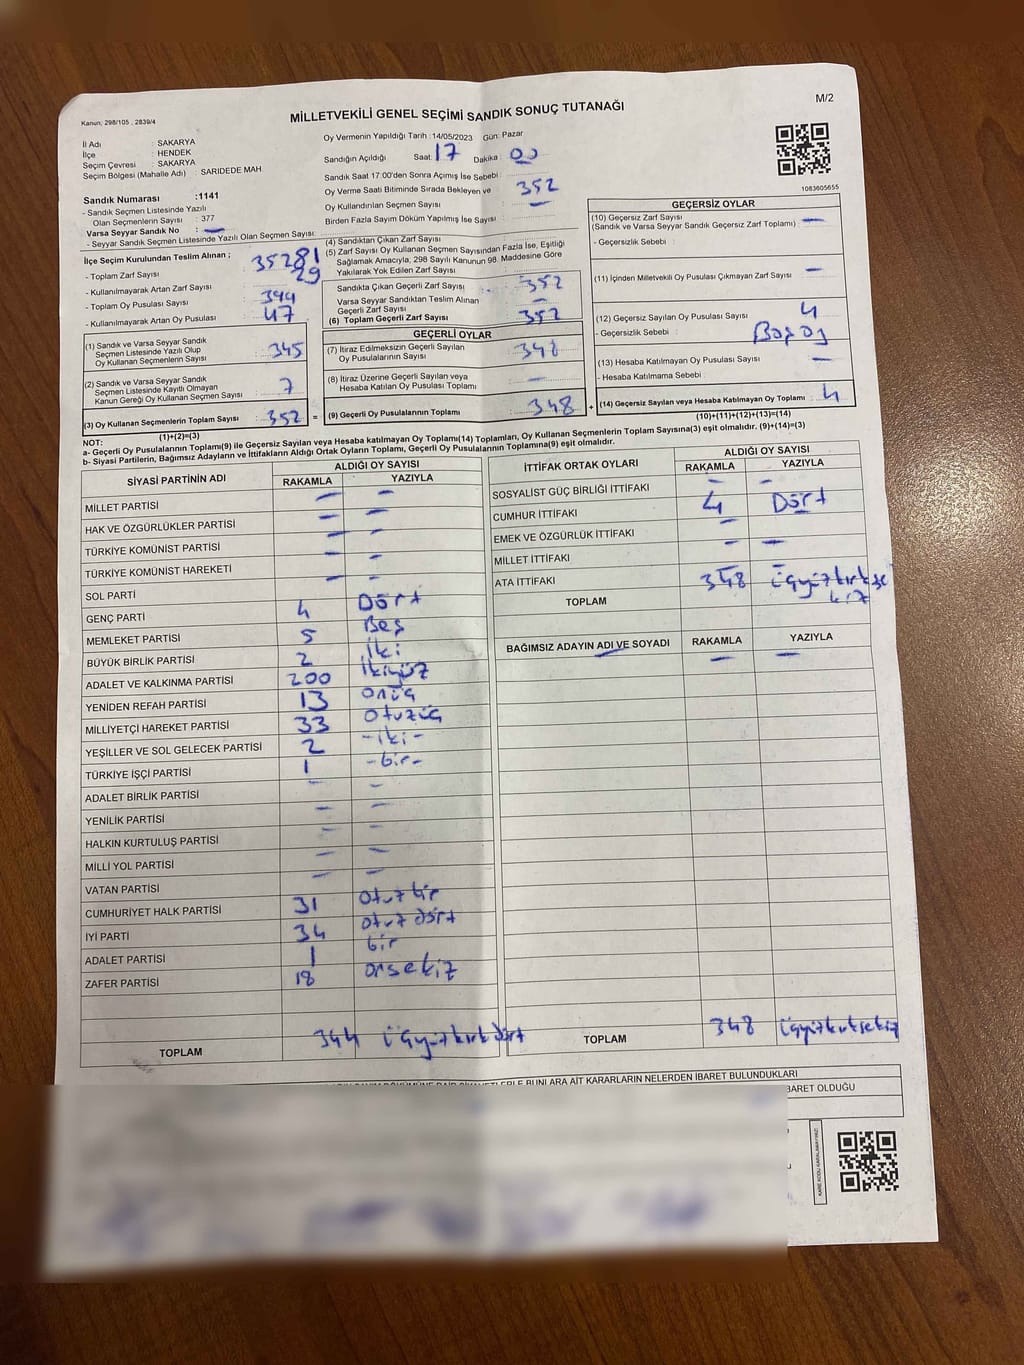 M/2
Kanun, 298/105 , 2839/4
MİLLETVEKİLİ GENEL SEÇİMİ SANDIK SONUÇ TUTANAĞI
İl Adı : SAKARYA
İlçe : HENDEK
Seçim Çevresi : SAKARYA
Seçim Bölgesi (Mahalle Adı) : SARIDEDE MAH
Oy Vermenin Yapıldığı Tarih :14/05/2023 Gün: Pazar
Sandığın Açıldığı Saat: 17 Dakika : 00
Sandık Saat 17:00'den Sonra Açımış İse Sebebi :
Oy Verme Saati Bitiminde Sırada Bekleyen ve
Oy Kullandırılan Seçmen Sayısı : 352
Birden Fazla Sayım Döküm Yapılmış İse Sayısı : —
1083605655
Sandık Numarası :1141
- Sandık Seçmen Listesinde Yazılı
Olan Seçmenlerin Sayısı : 377
Varsa Seyyar Sandık No : —
- Seyyar Sandık Seçmen Listesinde Yazılı Olan Seçmen Sayısı:
İlçe Seçim Kurulundan Teslim Alınan ;
- Toplam Zarf Sayısı
- Kullanılmayarak Artan Zarf Sayısı 29
- Toplam Oy Pusulası Sayısı 394
- Kullanılmayarak Artan Oy Pusulası 47
(1) Sandık ve Varsa Seyyar Sandık
Seçmen Listesinde Yazılı Olup
Oy Kullanan Seçmenlerin Sayısı : 345
(2) Sandık ve Varsa Seyyar Sandık
Seçmen Listesinde Kayıtlı Olmayan
Kanun Gereği Oy Kullanan Seçmen Sayısı : 7
(3) Oy Kullanan Seçmenlerin Toplam Sayısı : 352 =
(1)+(2)=(3)
(4) Sandıktan Çıkan Zarf Sayısı
(5) Zarf Sayısı Oy Kullanan Seçmen Sayısından Fazla İse, Eşitliği
Sağlamak Amacıyla, 298 Sayılı Kanunun 98. Maddesine Göre
Yakılarak Yok Edilen Zarf Sayısı :
Sandıkta Çıkan Geçerli Zarf Sayısı : 352
Varsa Seyyar Sandıktan Teslim Alınan
Geçerli Zarf Sayısı : —
(6) Toplam Geçerli Zarf Sayısı : 352
GEÇERLİ OYLAR
(7) İtiraz Edilmeksizin Geçerli Sayılan
Oy Pusulalarının Sayısı : 348
(8) İtiraz Üzerine Geçerli Sayılan veya
Hesaba Katılan Oy Pusulası Toplamı : —
(9) Geçerli Oy Pusulalarının Toplamı : 348 +
GEÇERSİZ OYLAR
(10) Geçersiz Zarf Sayısı : —
(Sandık ve Varsa Seyyar Sandık Geçersiz Zarf Toplamı)
- Geçersizlik Sebebi :
(11) İçinden Milletvekili Oy Pusulası Çıkmayan Zarf Sayısı : —
(12) Geçersiz Sayılan Oy Pusulası Sayısı : 4
- Geçersizlik Sebebi : Boş oy
(13) Hesaba Katılmayan Oy Pusulası Sayısı : —
- Hesaba Katılmama Sebebi :
(14) Geçersiz Sayılan veya Hesaba Katılmayan Oy Toplamı : 4
(10)+(11)+(12)+(13)=(14)
NOT:
a- Geçerli Oy Pusulalarının Toplamı(9) ile Geçersiz Sayılan veya Hesaba katılmayan Oy Toplamı(14) Toplamları, Oy Kullanan Seçmenlerin Toplam Sayısına(3) eşit olmalıdır. (9)+(14)=(3)
b- Siyasi Partilerin, Bağımsız Adayların ve İttifakların Aldığı Ortak Oyların Toplamı, Geçerli Oy Pusulalarının Toplamına(9) eşit olmalıdır.
SİYASİ PARTİNİN ADI ALDIĞI OY SAYISI
RAKAMLA YAZIYLA
MİLLET PARTİSİ — —
HAK VE ÖZGÜRLÜKLER PARTİSİ — —
TÜRKİYE KOMÜNİST PARTİSİ — —
TÜRKİYE KOMÜNİST HAREKETİ — —
SOL PARTİ — —
GENÇ PARTİ 4 Dört
MEMLEKET PARTİSİ 5 Beş
BÜYÜK BİRLİK PARTİSİ 2 iki
ADALET VE KALKINMA PARTİSİ 200 ikiyüz
YENİDEN REFAH PARTİSİ 13 onüç
MİLLİYETÇİ HAREKET PARTİSİ 33 otuzüç
YEŞİLLER VE SOL GELECEK PARTİSİ 2 -iki-
TÜRKİYE İŞÇİ PARTİSİ 1 -bir-
ADALET BİRLİK PARTİSİ — —
YENİLİK PARTİSİ — —
HALKIN KURTULUŞ PARTİSİ — —
MİLLİ YOL PARTİSİ — —
VATAN PARTİSİ — —
CUMHURİYET HALK PARTİSİ 31 otuz bir
İYİ PARTİ 34 otuz dört
ADALET PARTİSİ 1 bir
ZAFER PARTİSİ 18 onsekiz
TOPLAM 344 üçyüzkırkdört
İTTİFAK ORTAK OYLARI ALDIĞI OY SAYISI
RAKAMLA YAZIYLA
SOSYALİST GÜÇ BİRLİĞİ İTTİFAKI — —
CUMHUR İTTİFAKI 4 Dört
EMEK VE ÖZGÜRLÜK İTTİFAKI — —
MİLLET İTTİFAKI — —
ATA İTTİFAKI — —
TOPLAM 348 üçyüzkırkse
kiz
BAĞIMSIZ ADAYIN ADI VE SOYADI RAKAMLA YAZIYLA
— — —
TOPLAM 348 üçyüzkırksekiz
BUNLARA AİT KARARLARIN NELERDEN İBARET BULUNDUKLARI
İBARET OLDUĞU